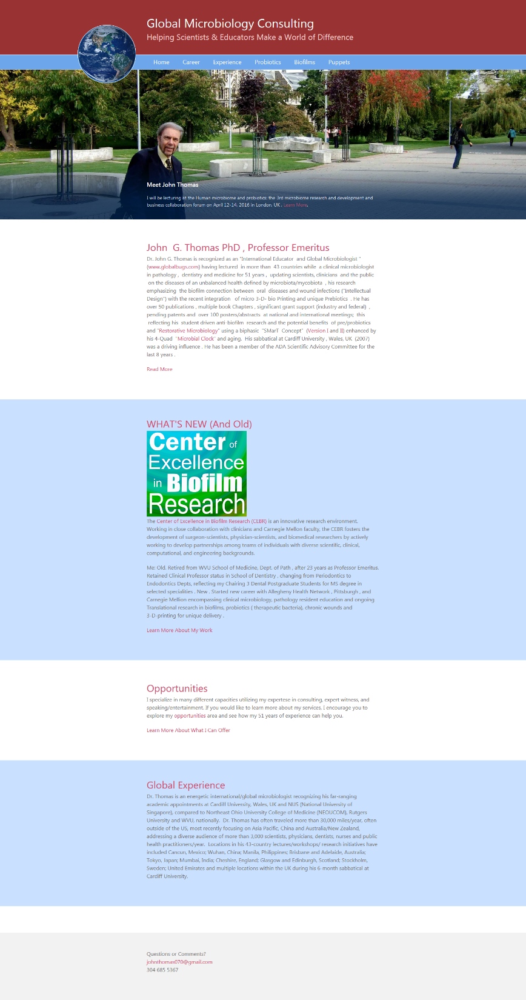 Global Microbiology Consulting
Helping Scientists & Educators Make a World of Difference
Home Career Experience Probiotics Biofilms Puppets
Meet John Thomas
I will be lecturing at the Human microbiome and probiotics: the 3rd microbiome research and development and
business collaboration forum on April 12-14, 2016 in London, UK . Learn More.
John  G. Thomas PhD , Professor Emeritus
Dr. John G. Thomas is recognized as an “International Educator  and Global Microbiologist ”
(www.globalbugs.com) having lectured  in more than  43 countries while  a clinical microbiologist
in pathology ,  dentistry and medicine for 51 years ,  updating scientists, clinicians  and the public
on the diseases of an unbalanced health defined by microbiota/mycobiota  , his research
emphasizing  the biofilm connection between  oral  diseases and wound infections (“Intellectual
Design”) with the recent integration   of micro 3-D- bio Printing and unique Prebiotics  . He has
over 50 publications , multiple book Chapters , significant grant support (industry and federal)  ,
pending patents and  over 100 posters/abstracts  at national and international meetings;  this
reflecting his  student driven anti-biofilm  research and the potential benefits  of pre/probiotics
and “Restorative Microbiology” using a biphasic  “SMarT  Concept”  (Version I and II) enhanced by
his 4-Quad  “Microbial Clock” and aging.  His sabbatical at Cardiff University , Wales, UK  (2007)
was a driving influence . He has been a member of the ADA Scientific Advisory Committee for the
last 8 years .
Read More
WHAT'S NEW (And Old)
Center of
Excellence
in Biofilm
Research
The Center of Excellence in Biofilm Research (CEBR) is an innovative research environment.
Working in close collaboration with clinicians and Carnegie Mellon faculty, the CEBR fosters the
development of surgeon-scientists, physician-scientists, and biomedical researchers by actively
working to develop partnerships among teams of individuals with diverse scientific, clinical,
computational, and engineering backgrounds.
Me: Old. Retired from WVU School of Medicine, Dept. of Path , after 23 years as Professor Emeritus.
Retained Clinical Professor status in School of Dentistry , changing from Periodontics to
Endodontics Depts, reflecting my Chairing 3 Dental Postgraduate Students for MS degree in
selected specialities . New . Started new career with Allegheny Health Network , Pittsburgh , and
Carnegie Mellion encompassing clinical microbiology, pathology resident education and ongoing
Translational research in biofilms, probiotics ( therapeutic bacteria), chronic wounds and
3-D-printing for unique delivery .
Learn More About My Work
Opportunities
I specialize in many different capacities utilizing my expertese in consulting, expert witness, and
speaking/entertainment. If you would like to learn more about my services, I encourage you to
explore my opportunities area and see how my 51 years of experience can help you.
Learn More About What I Can Offer
Global Experience
Dr. Thomas is an energetic international/global microbiologist recognizing his far-ranging
academic appointments at Cardiff University, Wales, UK and NUS (National University of
Singapore), compared to Northeast Ohio University College of Medicine (NEOUCOM), Rutgers
University and WVU, nationally.  Dr. Thomas has often traveled more than 30,000 miles/year, often
outside of the US, most recently focusing on Asia Pacific, China and Australia/New Zealand,
addressing a diverse audience of more than 3,000 scientists, physicians, dentists, nurses and public
health practitioners/year.  Locations in his 43-country lectures/workshops/ research initiatives have
included Cancun, Mexico; Wuhan, China; Manila, Philippines; Brisbane and Adelaide, Australia;
Tokyo, Japan; Mumbai, India; Cheshire, England; Glasgow and Edinburgh, Scotland; Stockholm,
Sweden; United Emirates and multiple locations within the UK during his 6-month sabbatical at
Cardiff University.
Questions or Comments?
johnthomas070@gmail.com
304 685 5367